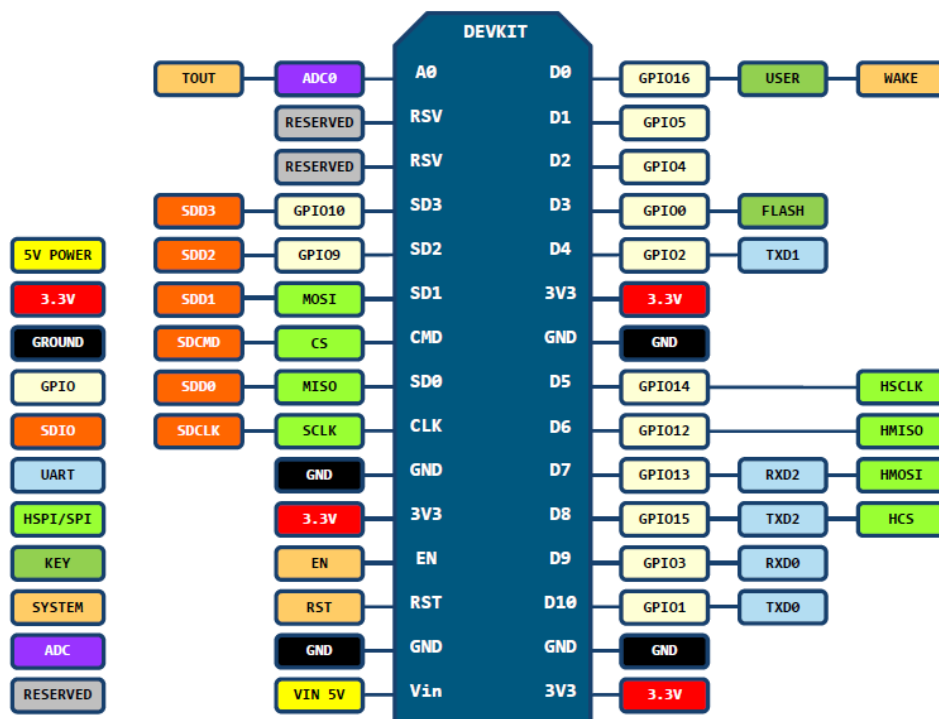 DEVKIT
TOUT ADC0 A0 D0 GPIO16 USER WAKE
RESERVED RSV D1 GPIO5
RESERVED RSV D2 GPIO4
SDD3 GPIO10 SD3 D3 GPIO0 FLASH
5V POWER SDD2 GPIO9 SD2 D4 GPIO2 TXD1
3.3V SDD1 MOSI SD1 3V3 3.3V
GROUND SDCMD CS CMD GND GND
GPIO SDD0 MISO SD0 D5 GPIO14 HSCLK
SDIO SDCLK SCLK CLK D6 GPIO12 HMISO
UART GND GND D7 GPIO13 RXD2 HMOSI
HSPI/SPI 3.3V 3V3 D8 GPIO15 TXD2 HCS
KEY EN EN D9 GPIO3 RXD0
SYSTEM RST RST D10 GPIO1 TXD0
ADC GND GND GND GND
RESERVED VIN 5V Vin 3V3 3.3V